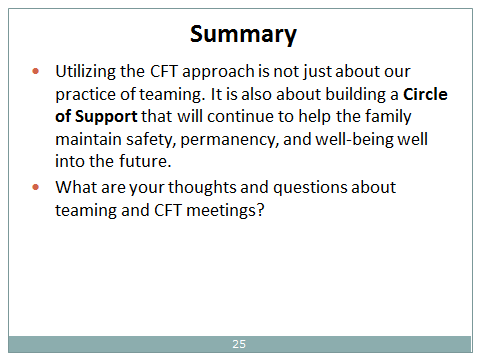 Summary
• Utilizing the CFT approach is not just about our
practice of teaming. It is also about building a Circle
of Support that will continue to help the family
maintain safety, permanency, and well-being well
into the future.
• What are your thoughts and questions about
teaming and CFT meetings?
25